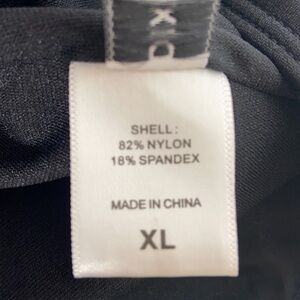 SHELL:
82% NYLON
18% SPANDEX
MADE IN CHINA
XL